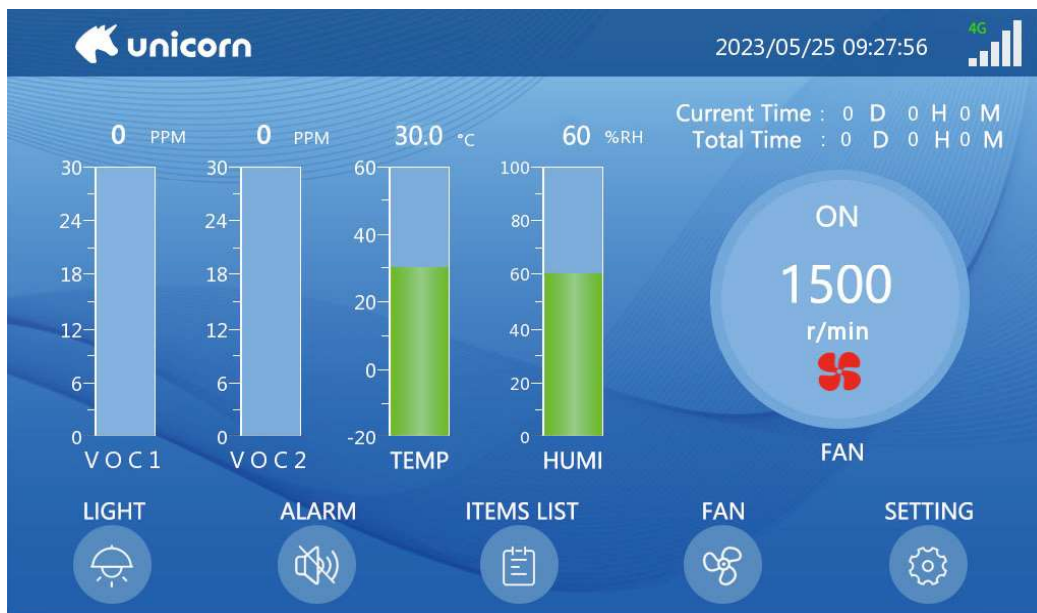 unicorn
2023/05/25 09:27:56
4G
Current Time : 0 D 0 H 0 M
Total Time : 0 D 0 H 0 M
0 PPM
0 PPM
30.0 °C
60 %RH
30
24
18
12
6
0
30
24
18
12
6
0
60
40
20
0
-20
100
80
60
40
20
0
VOC1
VOC2
TEMP
HUMI
ON
1500
r/min
FAN
LIGHT
ALARM
ITEMS LIST
FAN
SETTING